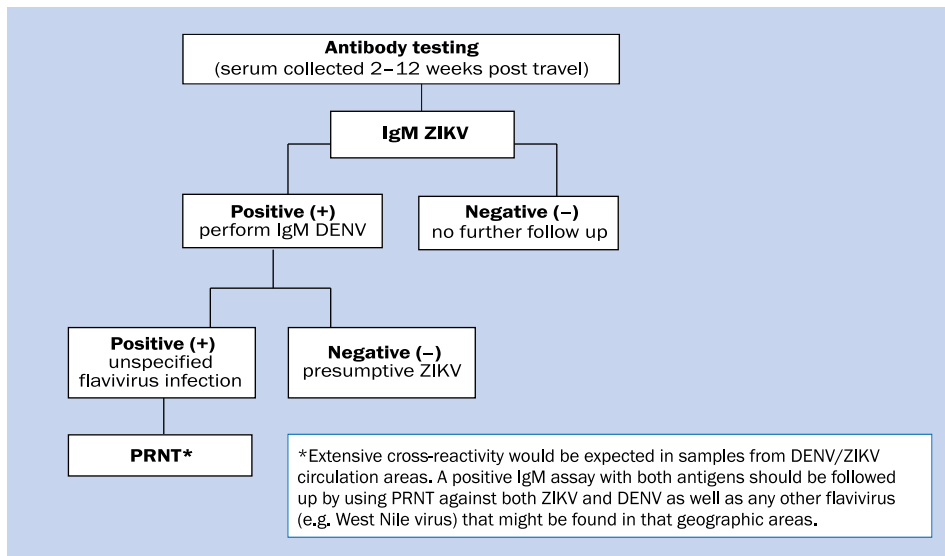 Antibody testing
(serum collected 2–12 weeks post travel)
IgM ZIKV
Positive (+)
perform IgM DENV
Negative (–)
no further follow up
Positive (+)
unspecified
flavivirus infection
Negative (–)
presumptive ZIKV
PRNT*
*Extensive cross-reactivity would be expected in samples from DENV/ZIKV
circulation areas. A positive IgM assay with both antigens should be followed
up by using PRNT against both ZIKV and DENV as well as any other flavivirus
(e.g. West Nile virus) that might be found in that geographic areas.